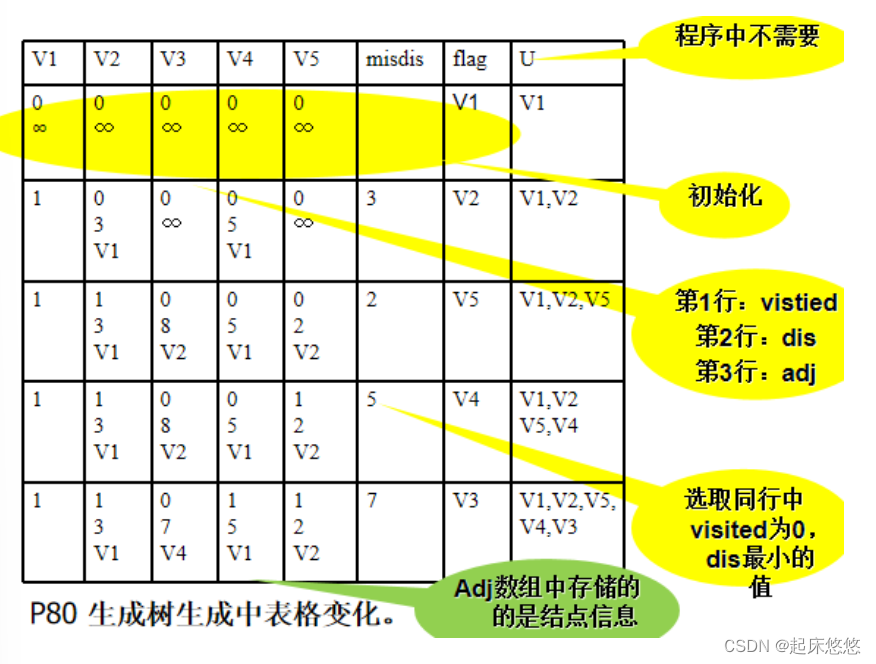 程序中不需要
V1 V2 V3 V4 V5 misdis flag U
0 0 0 0 0 V1 V1
∞ ∞ ∞ ∞ ∞
初始化
1 0 0 0 0 3 V2 V1,V2
3 ∞ 5 ∞
V1 V1
第1行：vistied
第2行：dis
第3行：adj
1 1 0 0 0 2 V5 V1,V2,V5
3 8 5 2
V1 V2 V1 V2
1 1 0 0 1 5 V4 V1,V2
3 8 5 2 V5,V4
V1 V2 V1 V2
选取同行中
visited为0，
dis最小的
值
1 1 0 1 1 7 V3 V1,V2,V5,
3 7 5 2 V4,V3
V1 V4 V1 V2
Adj数组中存储的
的是结点信息
P80 生成树生成中表格变化。
CSDN @起床悠悠